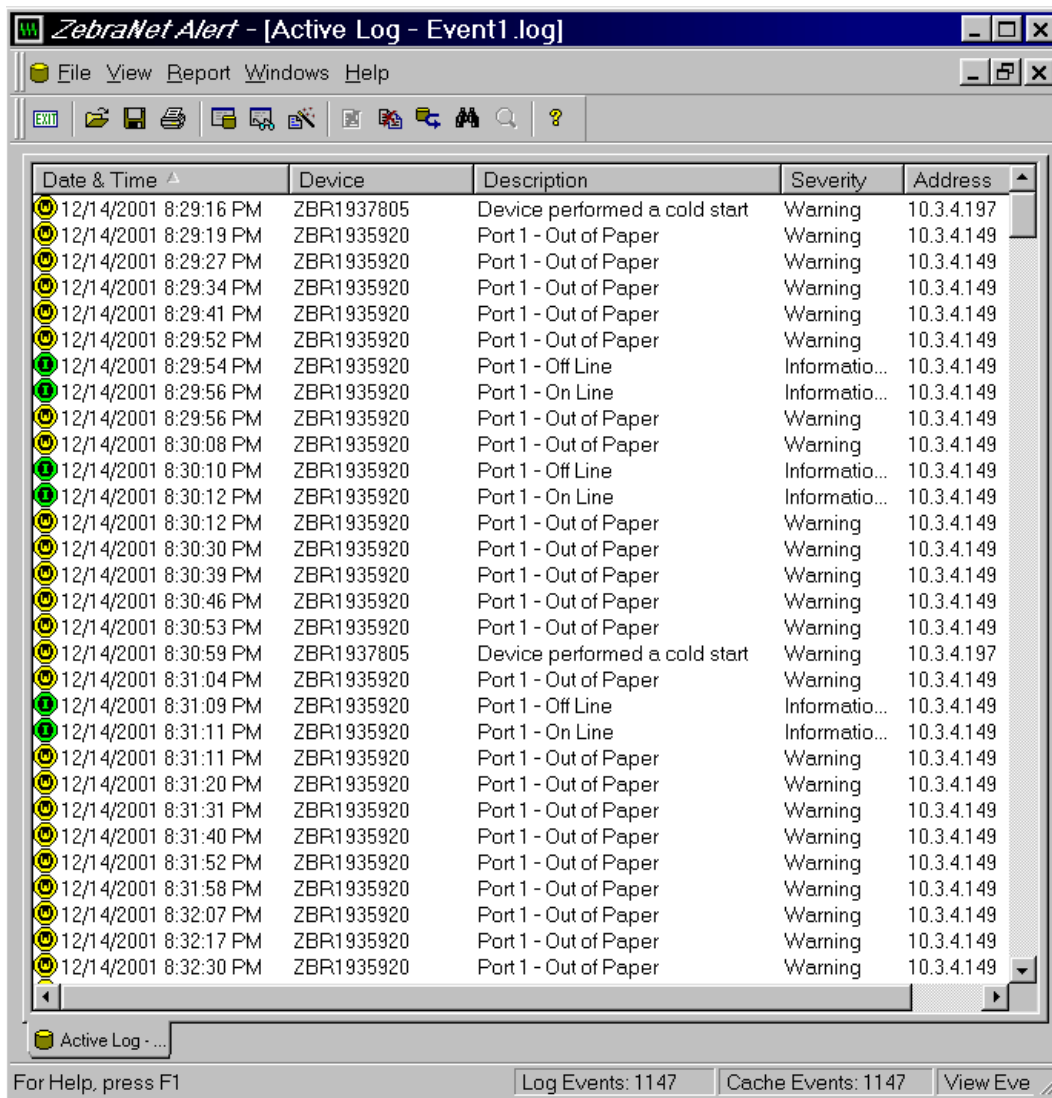 ZebraNet Alert - [Active Log - Event1.log]
File View Report Windows Help
EXIT
Date & Time Device Description Severity Address
12/14/2001 8:29:16 PM ZBR1937805 Device performed a cold start Warning 10.3.4.197
12/14/2001 8:29:19 PM ZBR1935920 Port 1 - Out of Paper Warning 10.3.4.149
12/14/2001 8:29:27 PM ZBR1935920 Port 1 - Out of Paper Warning 10.3.4.149
12/14/2001 8:29:34 PM ZBR1935920 Port 1 - Out of Paper Warning 10.3.4.149
12/14/2001 8:29:41 PM ZBR1935920 Port 1 - Out of Paper Warning 10.3.4.149
12/14/2001 8:29:52 PM ZBR1935920 Port 1 - Out of Paper Warning 10.3.4.149
12/14/2001 8:29:54 PM ZBR1935920 Port 1 - Off Line Informatio... 10.3.4.149
12/14/2001 8:29:56 PM ZBR1935920 Port 1 - On Line Informatio... 10.3.4.149
12/14/2001 8:29:56 PM ZBR1935920 Port 1 - Out of Paper Warning 10.3.4.149
12/14/2001 8:30:08 PM ZBR1935920 Port 1 - Out of Paper Warning 10.3.4.149
12/14/2001 8:30:10 PM ZBR1935920 Port 1 - Off Line Informatio... 10.3.4.149
12/14/2001 8:30:12 PM ZBR1935920 Port 1 - On Line Informatio... 10.3.4.149
12/14/2001 8:30:12 PM ZBR1935920 Port 1 - Out of Paper Warning 10.3.4.149
12/14/2001 8:30:30 PM ZBR1935920 Port 1 - Out of Paper Warning 10.3.4.149
12/14/2001 8:30:39 PM ZBR1935920 Port 1 - Out of Paper Warning 10.3.4.149
12/14/2001 8:30:46 PM ZBR1935920 Port 1 - Out of Paper Warning 10.3.4.149
12/14/2001 8:30:53 PM ZBR1935920 Port 1 - Out of Paper Warning 10.3.4.149
12/14/2001 8:30:59 PM ZBR1937805 Device performed a cold start Warning 10.3.4.197
12/14/2001 8:31:04 PM ZBR1935920 Port 1 - Out of Paper Warning 10.3.4.149
12/14/2001 8:31:09 PM ZBR1935920 Port 1 - Off Line Informatio... 10.3.4.149
12/14/2001 8:31:11 PM ZBR1935920 Port 1 - On Line Informatio... 10.3.4.149
12/14/2001 8:31:11 PM ZBR1935920 Port 1 - Out of Paper Warning 10.3.4.149
12/14/2001 8:31:20 PM ZBR1935920 Port 1 - Out of Paper Warning 10.3.4.149
12/14/2001 8:31:31 PM ZBR1935920 Port 1 - Out of Paper Warning 10.3.4.149
12/14/2001 8:31:40 PM ZBR1935920 Port 1 - Out of Paper Warning 10.3.4.149
12/14/2001 8:31:52 PM ZBR1935920 Port 1 - Out of Paper Warning 10.3.4.149
12/14/2001 8:31:58 PM ZBR1935920 Port 1 - Out of Paper Warning 10.3.4.149
12/14/2001 8:32:07 PM ZBR1935920 Port 1 - Out of Paper Warning 10.3.4.149
12/14/2001 8:32:17 PM ZBR1935920 Port 1 - Out of Paper Warning 10.3.4.149
12/14/2001 8:32:30 PM ZBR1935920 Port 1 - Out of Paper Warning 10.3.4.149
Active Log - ...
For Help, press F1 Log Events: 1147 Cache Events: 1147 View Eve